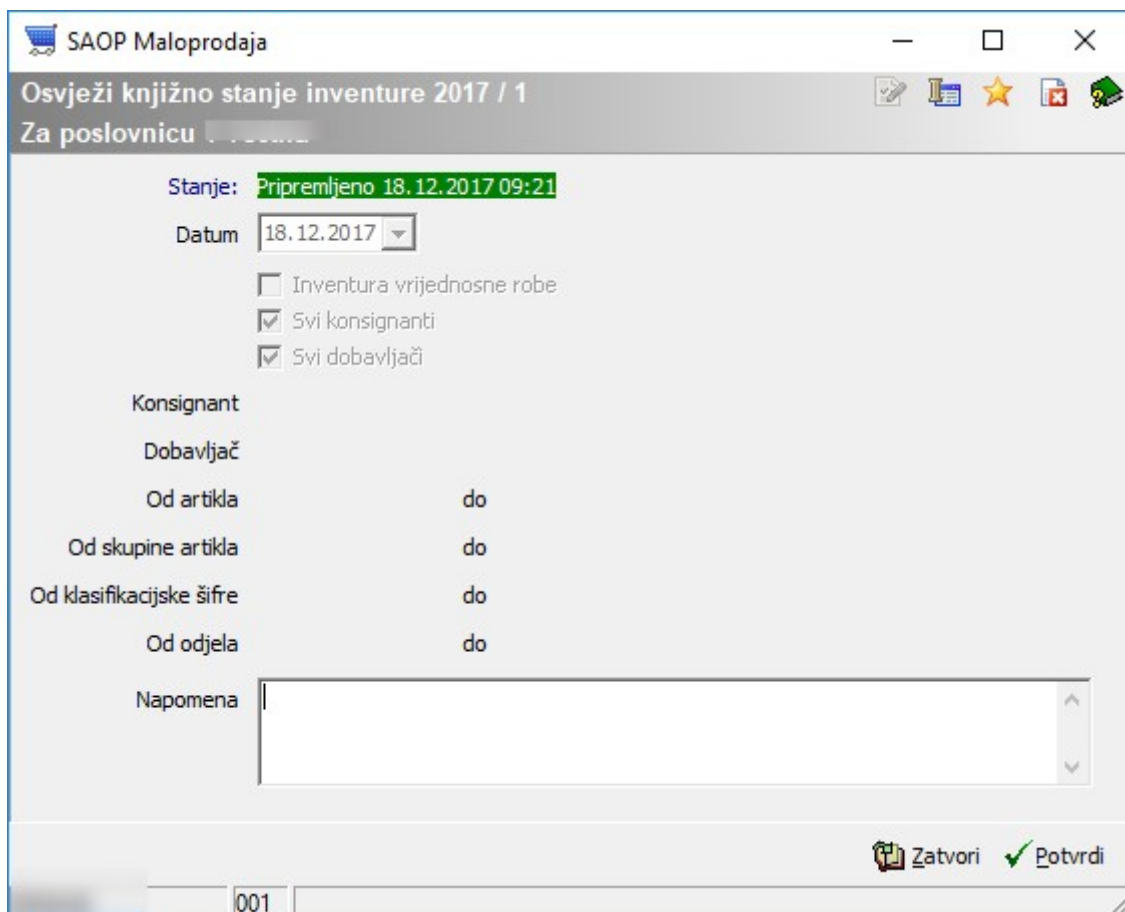 SAOP Maloprodaja
Osvježi knjižno stanje inventure 2017 / 1
Za poslovnicu
Stanje: Pripremljeno 18.12.2017 09:21
Datum 18.12.2017
Inventura vrijednosne robe
Svi konsignanti
Svi dobavljači
Konsignant
Dobavljač
Od artikla do
Od skupine artikla do
Od klasifikacijske šifre do
Od odjela do
Napomena
Zatvori Potvrdi
001